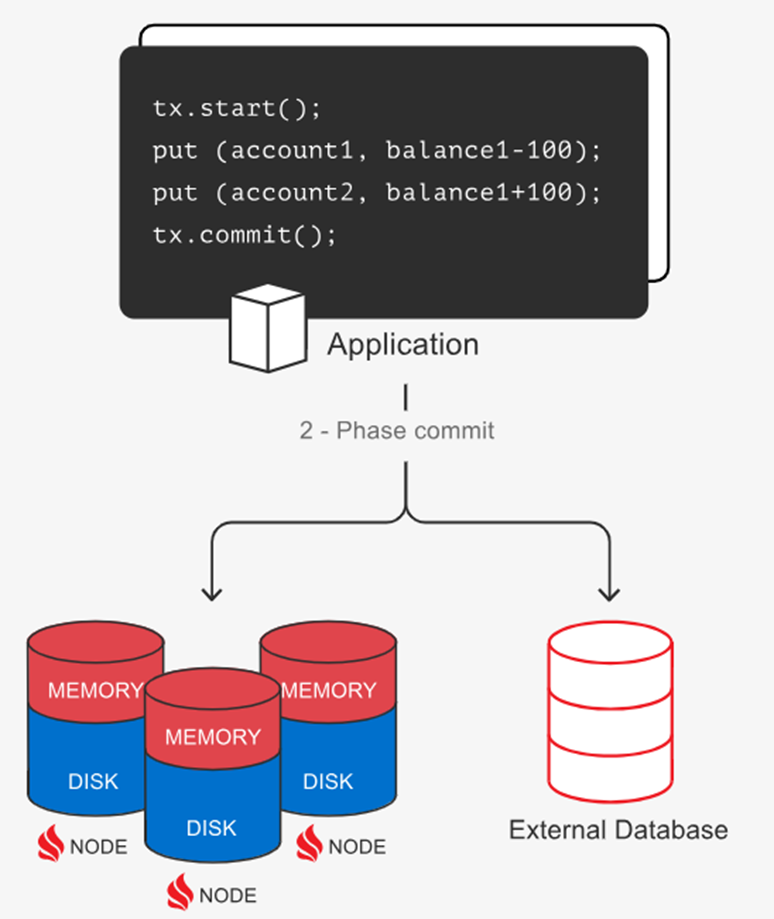 tx.start();
put (account1, balance1-100);
put (account2, balance1+100);
tx.commit();
Application
2 - Phase commit
MEMORY
MEMORY
MEMORY
DISK
DISK
DISK
External Database
NODE
NODE
NODE